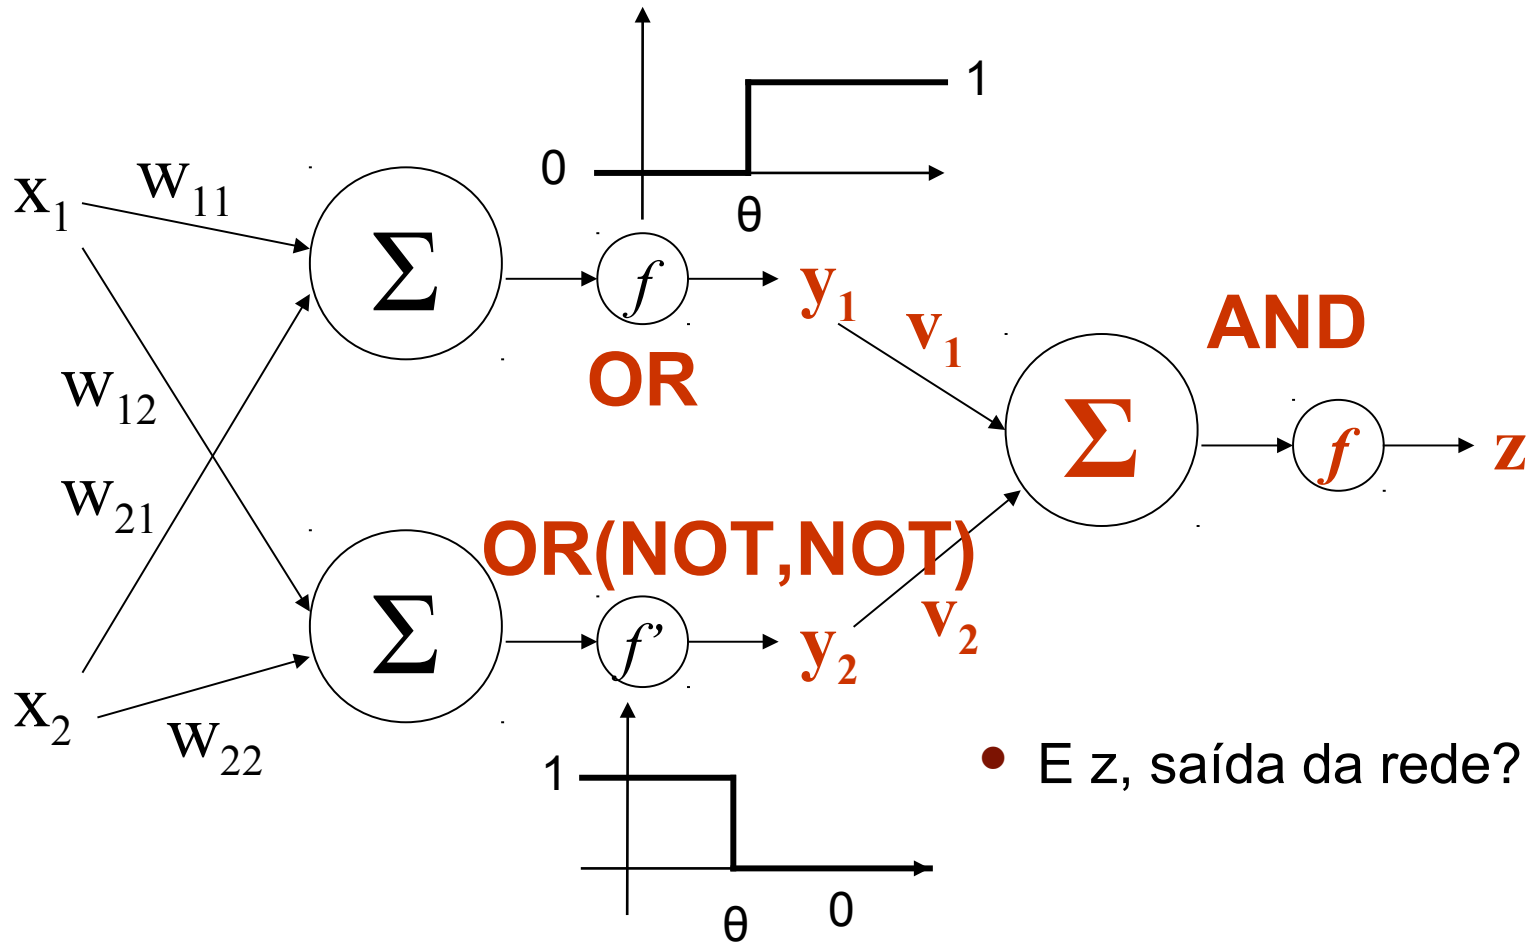 1
0
θ
x₁
w₁₁
Σ
f
y₁
OR
v₁
AND
w₁₂
w₂₁
Σ
f
z
OR(NOT,NOT)
Σ
f’
y₂
v₂
x₂
w₂₂
1
θ
0
• E z, saída da rede?